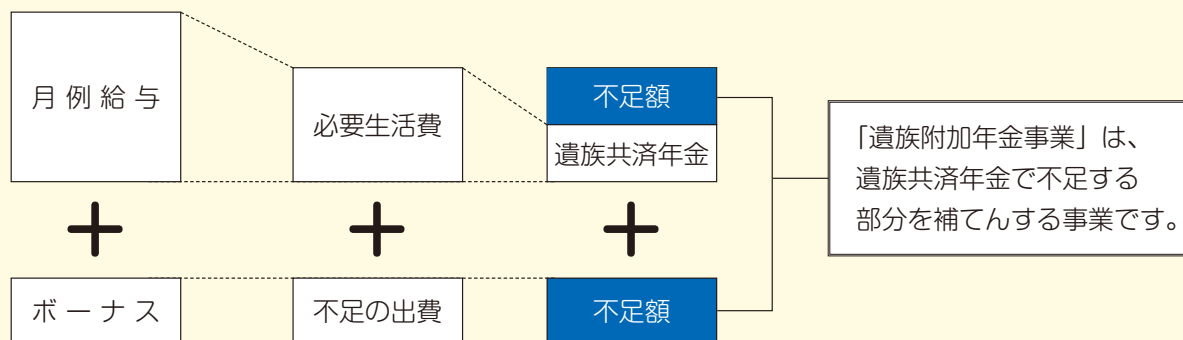 月例給与
必要生活費
不足額
遺族共済年金
「遺族附加年金事業」は、
遺族共済年金で不足する
部分を補てんする事業です。
＋
＋
＋
ボーナス
不足の出費
不足額